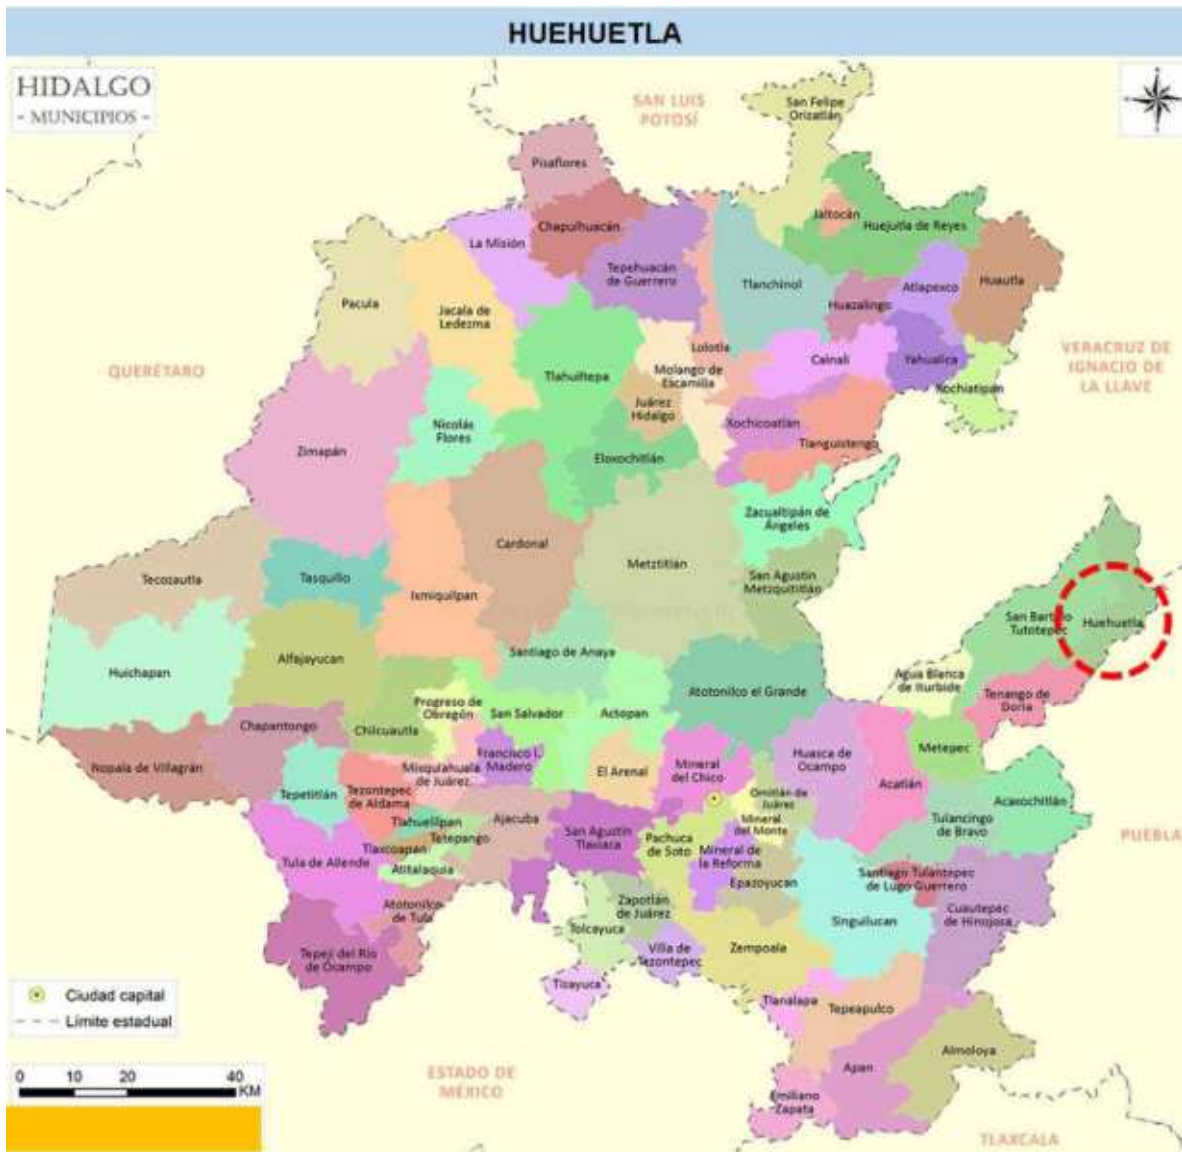 HUEHUETLA
HIDALGO
- MUNICIPIOS -
SAN LUIS
POTOSÍ
San Felipe
Orizatlán
Pisaflores
Chapulhuacán
La Misión
Jaltocán
Huejutla de Reyes
Tepehuacán
de Guerrero
Tlanchinol
Atlapexco
Huautla
Pacula
Jacala de
Ledezma
Huazalingo
Lolotla
Calnali
Yahualica
VERACRUZ DE
IGNACIO DE
LA LLAVE
QUERÉTARO
Tlahuiltepa
Molango de
Escamilla
Xochiatipan
Juárez
Hidalgo
Nicolás
Flores
Xochicoatlán
Tianguistengo
Zimapán
Eloxochitlán
Zacualtipán de
Ángeles
Cardonal
Metztitlán
Tecozautla
Tasquillo
San Agustín
Metzquititlán
Ixmiquilpan
San Bartolo
Tutotepec
Huehuetla
Santiago de Anaya
Alfajayucan
Huichapan
Agua Blanca
de Iturbide
Atotonilco el Grande
Tenango de
Doria
Progreso de
Obregón
San Salvador
Actopan
Chapantongo
Chilcuautla
Metepec
Francisco I.
Madero
Huasca de
Ocampo
Nopala de Villagrán
Mixquiahuala
de Juárez
El Arenal
Mineral
del Chico
Acatlán
Tepetitlán
Tezontepec
de Aldama
Omitlán de
Juárez
Acaxochitlán
Tlahuelilpan
Ajacuba
Tulancingo
de Bravo
Tetepango
San Agustín
Tlaxiaca
Pachuca
de Soto
Mineral
del Monte
PUEBLA
Tlaxcoapan
Tula de Allende
Atitalaquia
Mineral de
la Reforma
Epazoyucan
Santiago Tulantepec
de Lugo Guerrero
Atotonilco
de Tula
Zapotlán
de Juárez
Cuautepec
de Hinojosa
Singuilucan
Tolcayuca
Tepeji del Río
de Ocampo
Villa de
Tezontepec
Zempoala
Tizayuca
Ciudad capital
Límite estadual
Tlanalapa
Tepeapulco
Almoloya
Apan
ESTADO DE
MÉXICO
0 10 20 40
KM
Emiliano
Zapata
TLAXCALA